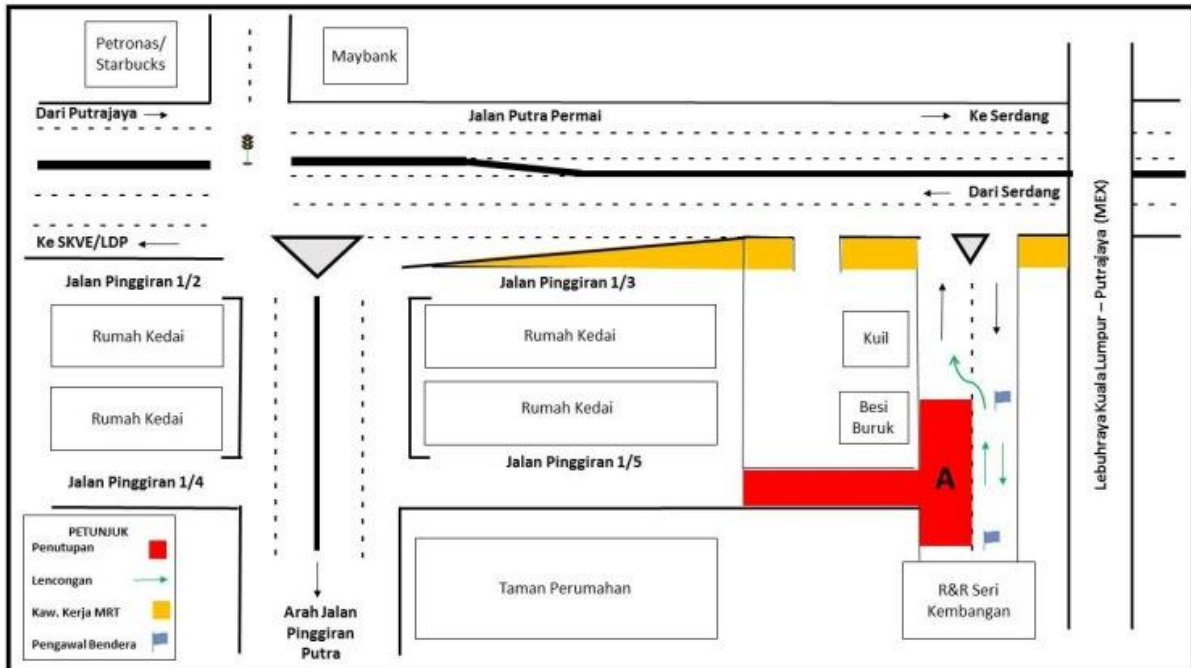 Petronas/
Starbucks
Maybank
Dari Putrajaya
Jalan Putra Permai
Ke Serdang
Dari Serdang
Ke SKVE/LDP
Jalan Pinggiran 1/2
Jalan Pinggiran 1/3
Rumah Kedai
Rumah Kedai
Kuil
Rumah Kedai
Rumah Kedai
Besi
Buruk
Jalan Pinggiran 1/4
Jalan Pinggiran 1/5
A
Lebuhraya Kuala Lumpur – Putrajaya (MEX)
PETUNJUK
Penutupan
Lencongan
Kaw. Kerja MRT
Pengawal Bendera
Arah Jalan
Pinggiran
Putra
Taman Perumahan
R&R Seri
Kembangan